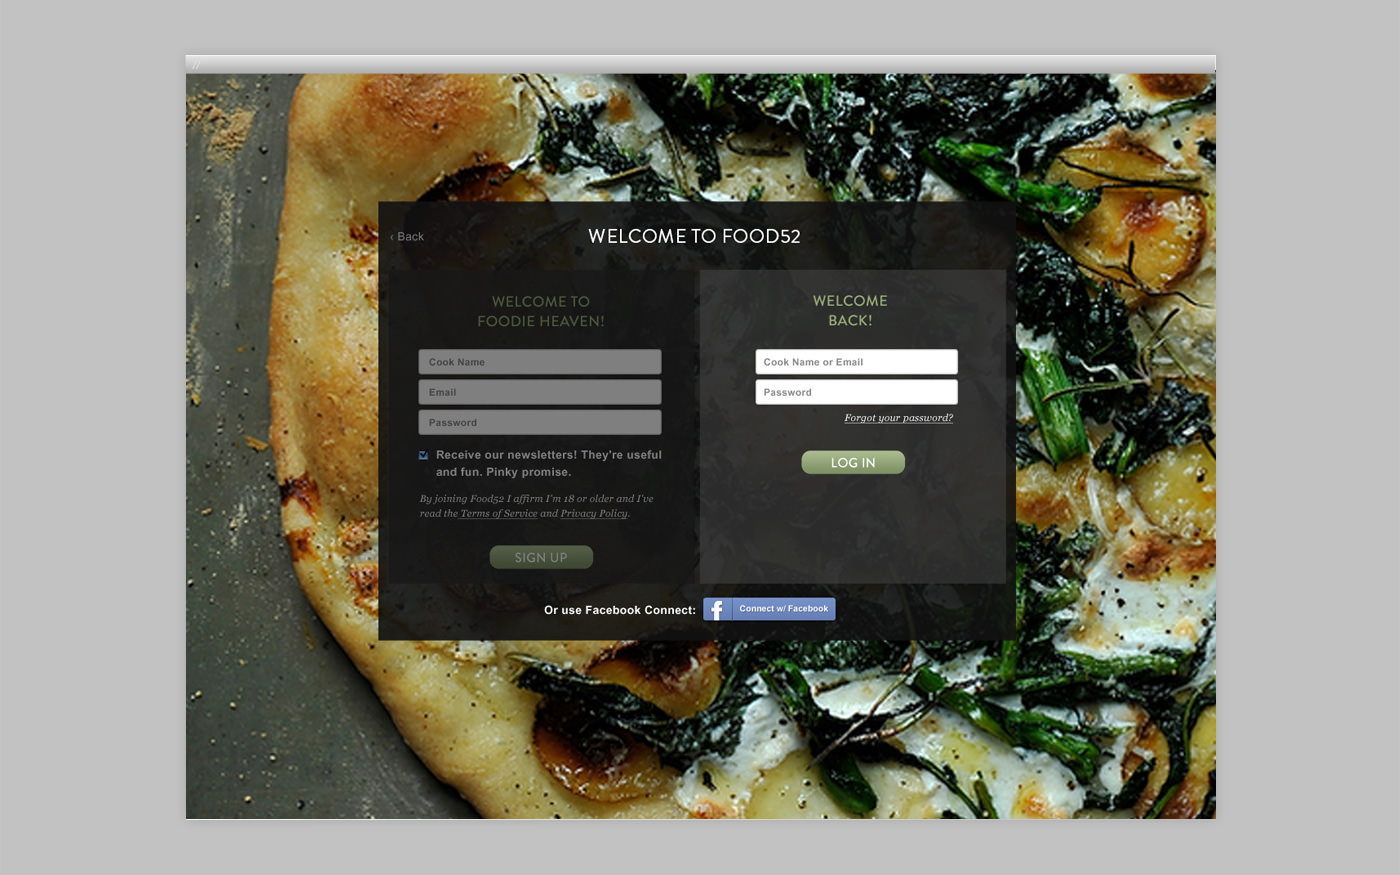 //
‹ Back
WELCOME TO FOOD52
WELCOME TO
FOODIE HEAVEN!
Cook Name
Email
Password
Receive our newsletters! They're useful
and fun. Pinky promise.
By joining Food52 I affirm I'm 18 or older and I've
read the Terms of Service and Privacy Policy.
SIGN UP
WELCOME
BACK!
Cook Name or Email
Password
Forgot your password?
LOG IN
Or use Facebook Connect:
f Connect w/ Facebook